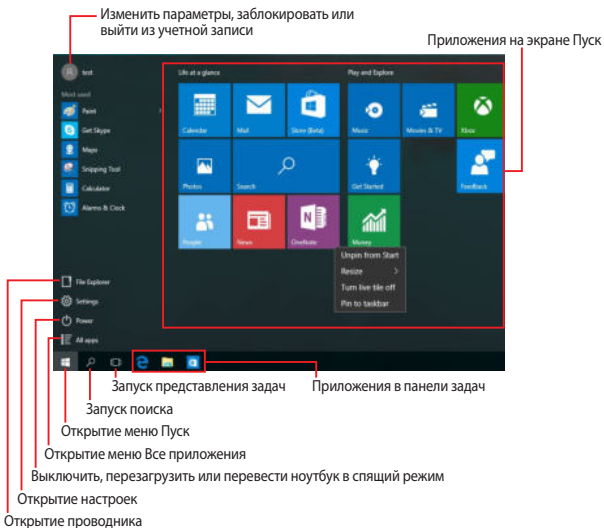 Изменить параметры, заблокировать или
выйти из учетной записи
Приложения на экране Пуск
test
Life at a glance
Play and Explore
Most used
Paint
Get Skype
Maps
Snipping Tool
Calculator
Alarms & Clock
Calendar
Mail
Store (Beta)
Music
Movies & TV
Xbox
Photos
Search
Get Started
Feedback
People
News
OneNote
Money
Unpin from Start
Resize
Turn live tile off
Pin to taskbar
File Explorer
Settings
Power
All apps
Запуск представления задач
Приложения в панели задач
Запуск поиска
Открытие меню Пуск
Открытие меню Все приложения
Выключить, перезагрузить или перевести ноутбук в спящий режим
Открытие настроек
Открытие проводника